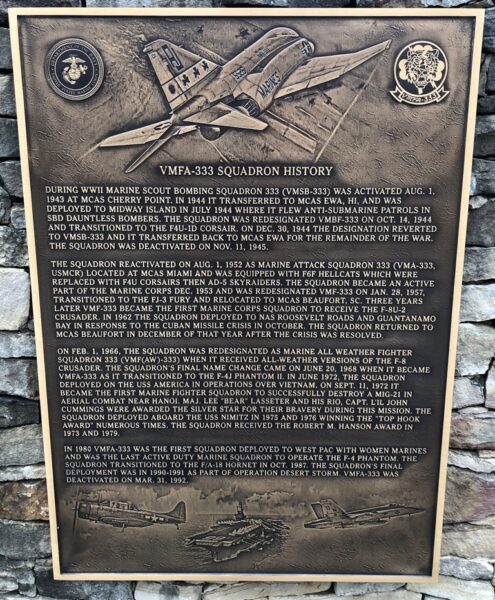 MARINES
VMFA-333
VMFA-333 SQUADRON HISTORY
DURING WWII MARINE SCOUT BOMBING SQUADRON 333 (VMSB-333) WAS ACTIVATED AUG. 1,
1943 AT MCAS CHERRY POINT. IN 1944 IT TRANSFERRED TO MCAS EWA, HI, AND WAS
DEPLOYED TO MIDWAY ISLAND IN JULY 1944 WHERE IT FLEW ANTI-SUBMARINE PATROLS IN
SBD DAUNTLESS BOMBERS. THE SQUADRON WAS REDESIGNATED VMBF-333 ON OCT. 14, 1944
AND TRANSITIONED TO THE F4U-1D CORSAIR. ON DEC. 30, 1944 THE DESIGNATION REVERTED
TO VMSB-333 AND IT TRANSFERRED BACK TO MCAS EWA FOR THE REMAINDER OF THE WAR.
THE SQUADRON WAS DEACTIVATED ON NOV. 11, 1945.
THE SQUADRON REACTIVATED ON AUG. 1, 1952 AS MARINE ATTACK SQUADRON 333 (VMA-333,
USMCR) LOCATED AT MCAS MIAMI AND WAS EQUIPPED WITH F6F HELLCATS WHICH WERE
REPLACED WITH F4U CORSAIRS THEN AD-5 SKYRAIDERS. THE SQUADRON BECAME AN ACTIVE
PART OF THE MARINE CORPS DEC. 1953 AND WAS REDESIGNATED VMF-333 ON JAN. 28, 1957,
TRANSITIONED TO THE FJ-3 FURY AND RELOCATED TO MCAS BEAUFORT, SC. THREE YEARS
LATER VMF-333 BECAME THE FIRST MARINE CORPS SQUADRON TO RECEIVE THE F-8U-2
CRUSADER. IN 1962 THE SQUADRON DEPLOYED TO NAS ROOSEVELT ROADS AND GUANTANAMO
BAY IN RESPONSE TO THE CUBAN MISSILE CRISIS IN OCTOBER. THE SQUADRON RETURNED TO
MCAS BEAUFORT IN DECEMBER OF THAT YEAR AFTER THE CRISIS WAS RESOLVED.
ON FEB. 1, 1966, THE SQUADRON WAS REDESIGNATED AS MARINE ALL WEATHER FIGHTER
SQUADRON 333 (VMF(AW)-333) WHEN IT RECEIVED ALL-WEATHER VERSIONS OF THE F-8
CRUSADER. THE SQUADRON'S FINAL NAME CHANGE CAME ON JUNE 20, 1968 WHEN IT BECAME
VMFA-333 AS IT TRANSITIONED TO THE F-4J PHANTOM II. IN JUNE 1972, THE SQUADRON
DEPLOYED ON THE USS AMERICA IN OPERATIONS OVER VIETNAM. ON SEPT. 11, 1972 IT
BECAME THE FIRST MARINE FIGHTER SQUADRON TO SUCCESSFULLY DESTROY A MIG-21 IN
AERIAL COMBAT NEAR HANOI. MAJ. LEE "BEAR" LASSETER AND HIS RIO, CAPT. L'IL JOHN
CUMMINGS WERE AWARDED THE SILVER STAR FOR THEIR BRAVERY DURING THIS MISSION. THE
SQUADRON DEPLOYED ABOARD THE USS NIMITZ IN 1975 AND 1976 WINNING THE "TOP HOOK
AWARD" NUMEROUS TIMES. THE SQUADRON RECEIVED THE ROBERT M. HANSON AWARD IN
1973 AND 1979.
IN 1980 VMFA-333 WAS THE FIRST SQUADRON DEPLOYED TO WEST PAC WITH WOMEN MARINES
AND WAS THE LAST ACTIVE DUTY MARINE SQUADRON TO OPERATE THE F-4 PHANTOM. THE
SQUADRON TRANSITIONED TO THE F/A-18 HORNET IN OCT. 1987. THE SQUADRON'S FINAL
DEPLOYMENT WAS IN 1990-1991 AS PART OF OPERATION DESERT STORM. VMFA-333 WAS
DEACTIVATED ON MAR. 31, 1992.